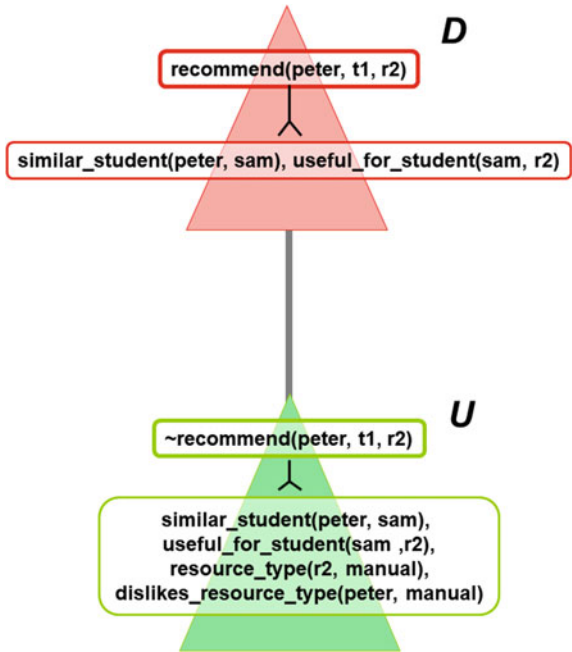 D
recommend(peter, t1, r2)
similar_student(peter, sam), useful_for_student(sam, r2)
U
~recommend(peter, t1, r2)
similar_student(peter, sam),
useful_for_student(sam ,r2),
resource_type(r2, manual),
dislikes_resource_type(peter, manual)